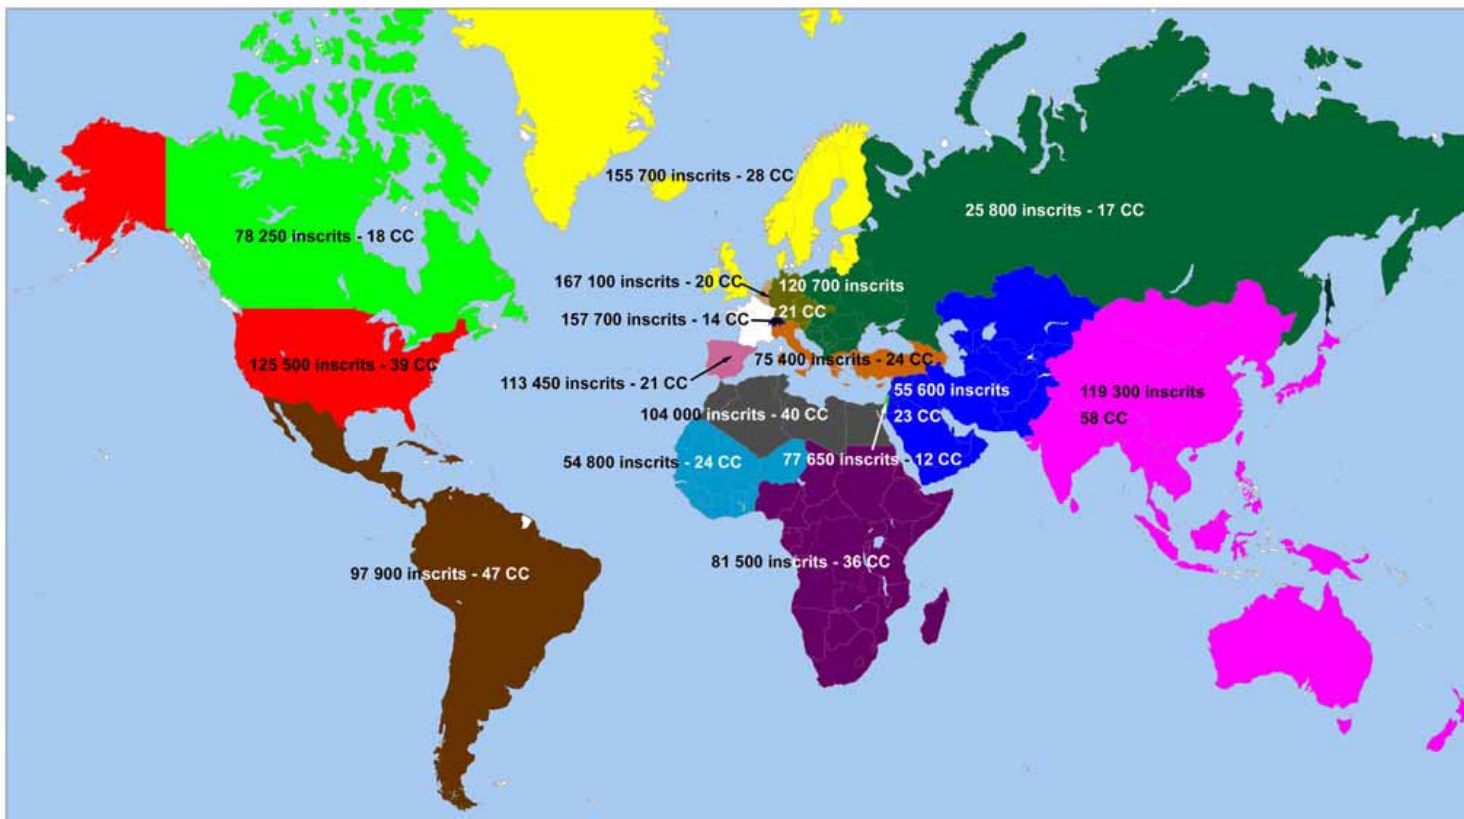 155 700 inscrits - 28 CC
25 800 inscrits - 17 CC
78 250 inscrits - 18 CC
167 100 inscrits - 20 CC
120 700 inscrits
21 CC
157 700 inscrits - 14 CC
125 500 inscrits - 39 CC
75 400 inscrits - 24 CC
113 450 inscrits - 21 CC
55 600 inscrits
23 CC
119 300 inscrits
58 CC
104 000 inscrits - 40 CC
54 800 inscrits - 24 CC
77 650 inscrits - 12 CC
81 500 inscrits - 36 CC
97 900 inscrits - 47 CC